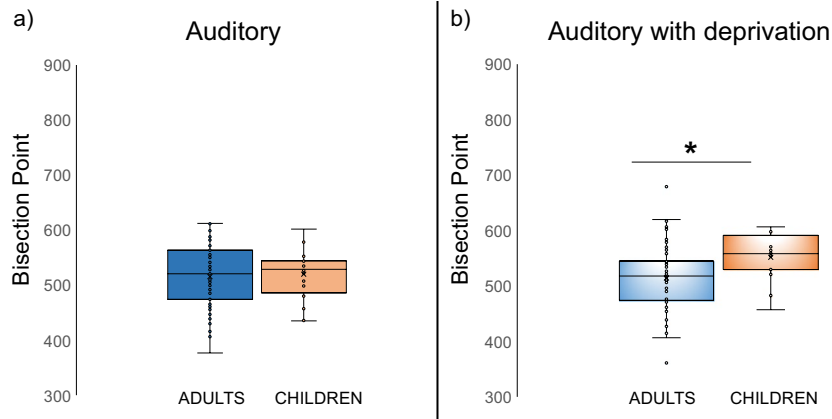 a)
Auditory
Bisection Point
900
800
700
600
500
400
300
ADULTS
CHILDREN
b)
Auditory with deprivation
Bisection Point
900
800
700
600
500
400
300
*
ADULTS
CHILDREN